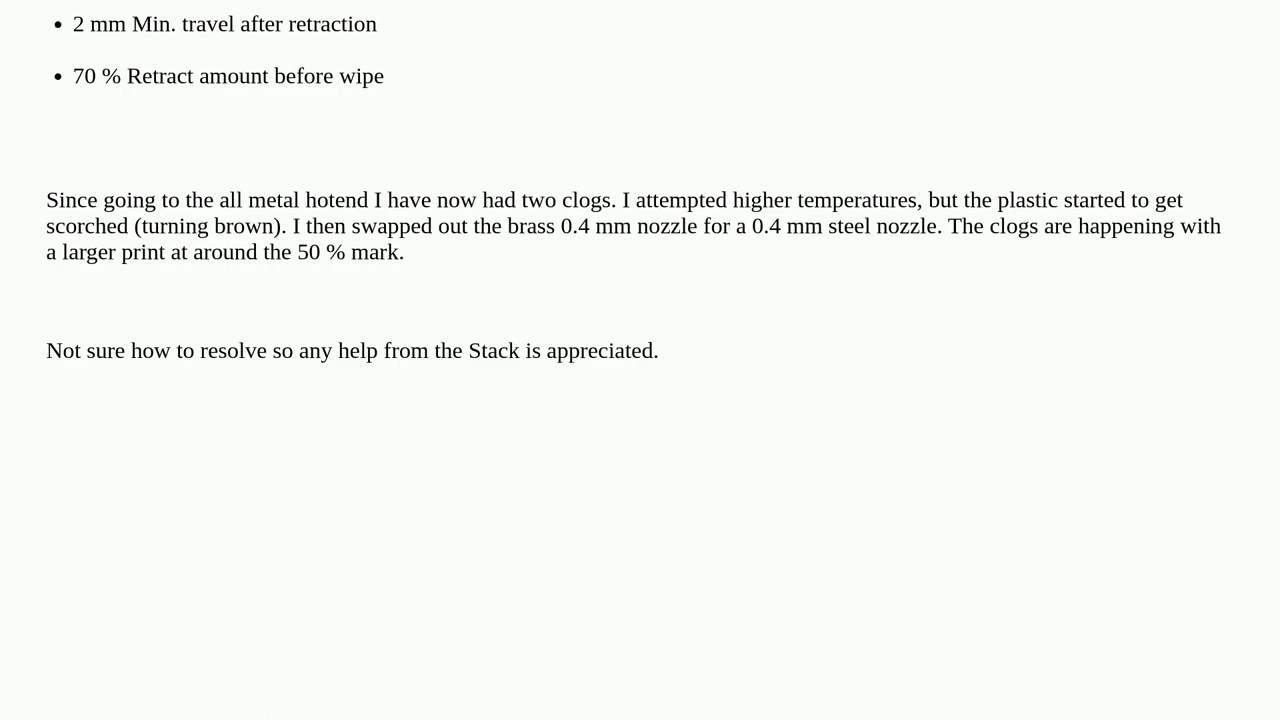 • 2 mm Min. travel after retraction
• 70 % Retract amount before wipe
Since going to the all metal hotend I have now had two clogs. I attempted higher temperatures, but the plastic started to get
scorched (turning brown). I then swapped out the brass 0.4 mm nozzle for a 0.4 mm steel nozzle. The clogs are happening with
a larger print at around the 50 % mark.
Not sure how to resolve so any help from the Stack is appreciated.